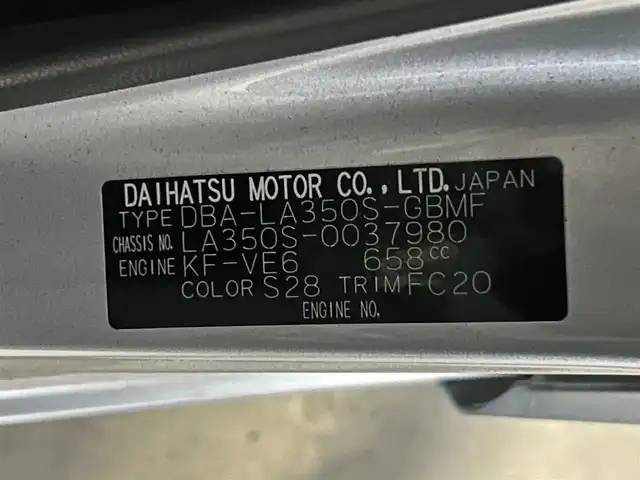 DAIHATSU MOTOR CO., LTD. JAPAN
TYPE DBA-LA350S-GBMF
CHASSIS NO. LA350S-0037980
ENGINE KF-VE6 658cc
COLOR S28 TRIM FC20
ENGINE NO.